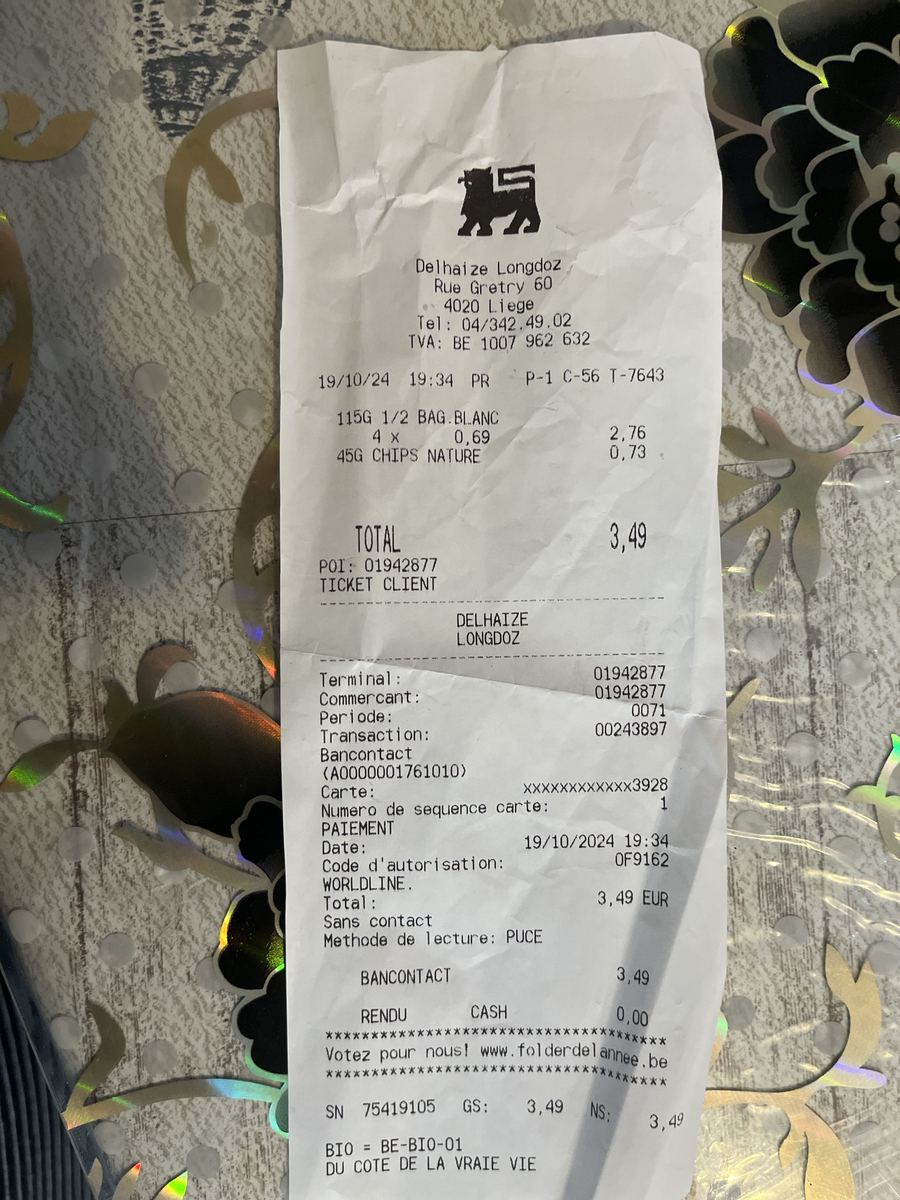 Delhaize Longdoz
Rue Gretry 60
4020 Liege
Tel: 04/342.49.02
TVA: BE 1007 962 632
19/10/24 19:34 PR P-1 C-56 T-7643
115G 1/2 BAG.BLANC
4 x 0,69 2,76
45G CHIPS NATURE 0,73
TOTAL 3,49
POI: 01942877
TICKET CLIENT
DELHAIZE
LONGDOZ
Terminal: 01942877
Commercant: 01942877
Periode: 0071
Transaction: 00243897
Bancontact
(A0000001761010)
Carte: xxxxxxxxxxxx3928
Numero de sequence carte: 1
PAIEMENT
Date: 19/10/2024 19:34
Code d'autorisation: 0F9162
WORLDLINE.
Total: 3,49 EUR
Sans contact
Methode de lecture: PUCE
BANCONTACT 3,49
RENDU CASH 0,00
****************************************
Votez pour nous! www.folderdelannee.be
****************************************
SN 75419105 GS: 3,49 NS: 3,49
BIO = BE-BIO-01
DU COTE DE LA VRAIE VIE